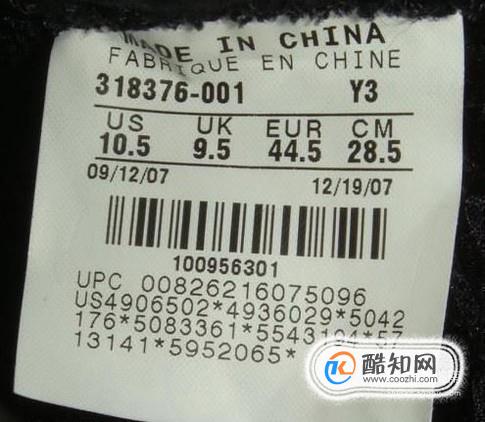 MADE IN CHINA
FABRIQUE EN CHINE
318376-001 Y3
US UK EUR CM
10.5 9.5 44.5 28.5
09/12/07 12/19/07
100956301
UPC 00826216075096
US4906502*4936029*5042
176*5083361*5543194*57
13141*5952065*
酷知网
www.coozhi.com